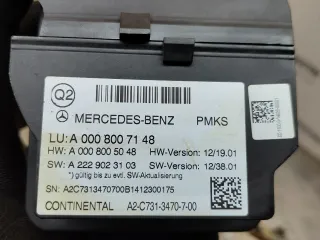 Q2
MERCEDES-BENZ PMKS
LU: A 000 800 71 48
HW: A 000 800 50 48 HW-Version: 12/19.01
SW: A 222 902 31 03 SW-Version: 12/38.01
*) gültig bis zu evtl. SW-Aktualisierung
SN: A2C7313470700B1412300175
CONTINENTAL A2-C731-3470-7-00